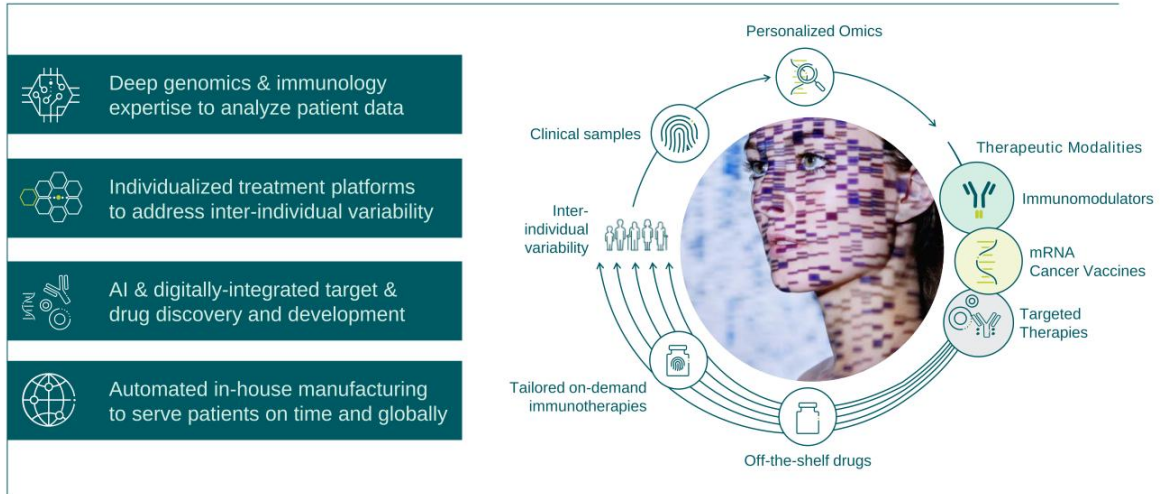 Deep genomics & immunology
expertise to analyze patient data
Individualized treatment platforms
to address inter-individual variability
AI & digitally-integrated target &
drug discovery and development
Automated in-house manufacturing
to serve patients on time and globally
Personalized Omics
Clinical samples
Inter-
individual
variability
Therapeutic Modalities
Immunomodulators
mRNA
Cancer Vaccines
Targeted
Therapies
Tailored on-demand
immunotherapies
Off-the-shelf drugs